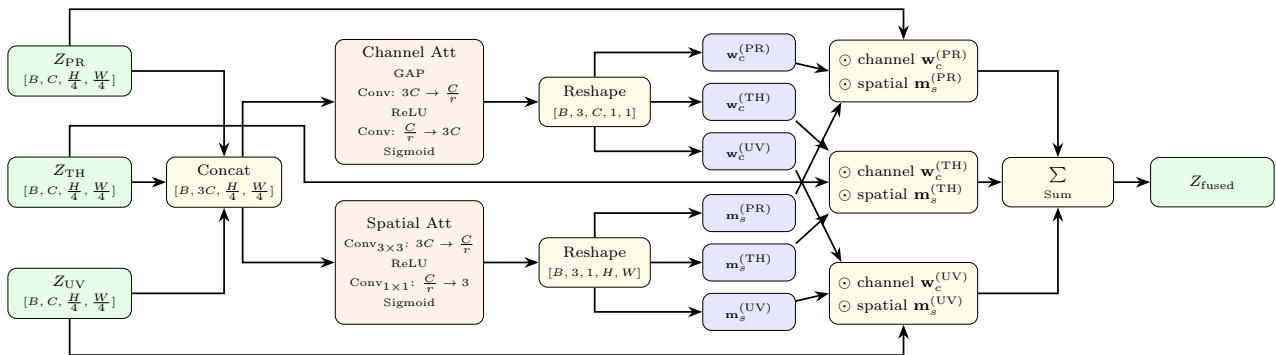 Z_PR
[B, C, H/4, W/4]
Z_TH
[B, C, H/4, W/4]
Z_UV
[B, C, H/4, W/4]
Concat
[B, 3C, H/4, W/4]
Channel Att
GAP
Conv: 3C → C/r
ReLU
Conv: C/r → 3C
Sigmoid
Spatial Att
Conv_3×3: 3C → C/r
ReLU
Conv_1×1: C/r → 3
Sigmoid
Reshape
[B, 3, C, 1, 1]
Reshape
[B, 3, 1, H, W]
w_c^(PR)
w_c^(TH)
w_c^(UV)
m_s^(PR)
m_s^(TH)
m_s^(UV)
⊙ channel w_c^(PR)
⊙ spatial m_s^(PR)
⊙ channel w_c^(TH)
⊙ spatial m_s^(TH)
⊙ channel w_c^(UV)
⊙ spatial m_s^(UV)
∑
Sum
Z_fused